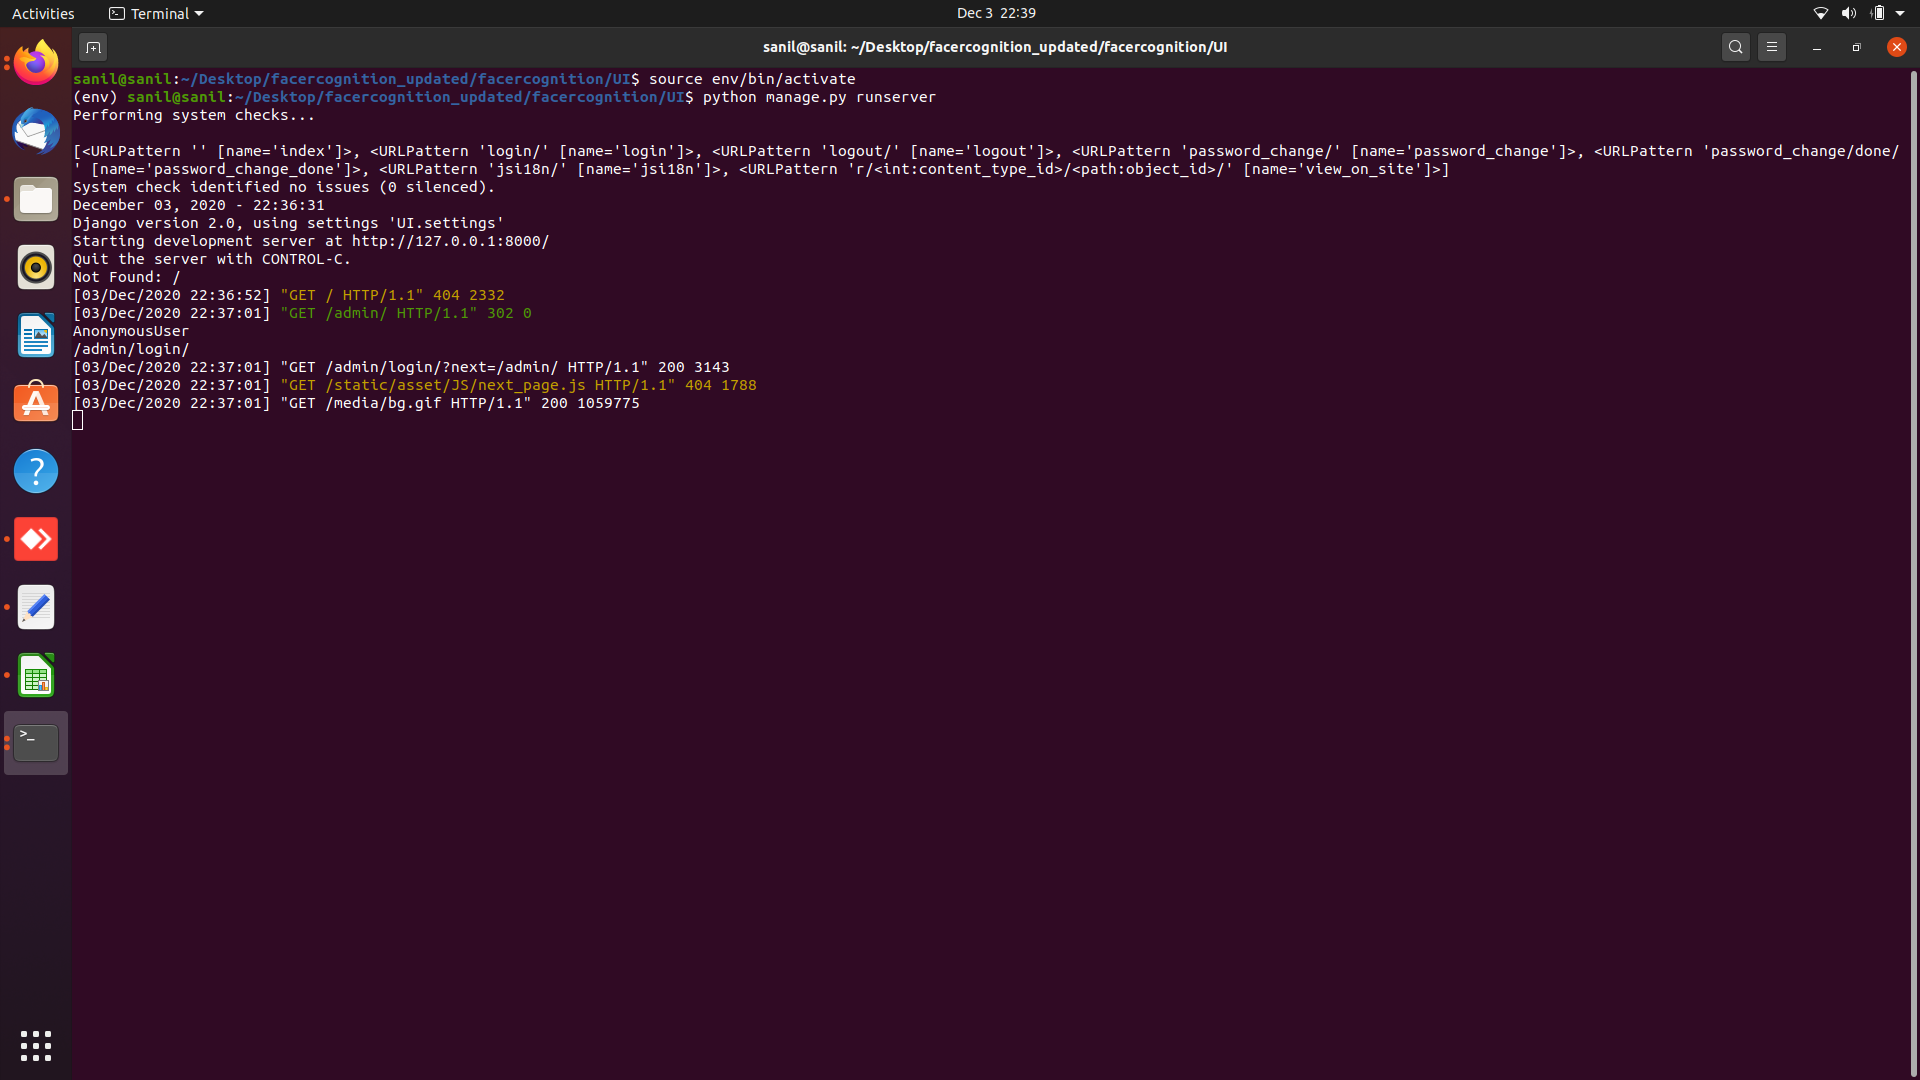 Activities Terminal Dec 3 22:39
sanil@sanil: ~/Desktop/facercognition_updated/facercognition/UI
sanil@sanil:~/Desktop/facercognition_updated/facercognition/UI$ source env/bin/activate
(env) sanil@sanil:~/Desktop/facercognition_updated/facercognition/UI$ python manage.py runserver
Performing system checks...
[<URLPattern '' [name='index']>, <URLPattern 'login/' [name='login']>, <URLPattern 'logout/' [name='logout']>, <URLPattern 'password_change/' [name='password_change']>, <URLPattern 'password_change/done/
' [name='password_change_done']>, <URLPattern 'jsi18n/' [name='jsi18n']>, <URLPattern 'r/<int:content_type_id>/<path:object_id>/' [name='view_on_site']>]
System check identified no issues (0 silenced).
December 03, 2020 - 22:36:31
Django version 2.0, using settings 'UI.settings'
Starting development server at http://127.0.0.1:8000/
Quit the server with CONTROL-C.
Not Found: /
[03/Dec/2020 22:36:52] "GET / HTTP/1.1" 404 2332
[03/Dec/2020 22:37:01] "GET /admin/ HTTP/1.1" 302 0
AnonymousUser
/admin/login/
[03/Dec/2020 22:37:01] "GET /admin/login/?next=/admin/ HTTP/1.1" 200 3143
[03/Dec/2020 22:37:01] "GET /static/asset/JS/next_page.js HTTP/1.1" 404 1788
[03/Dec/2020 22:37:01] "GET /media/bg.gif HTTP/1.1" 200 1059775